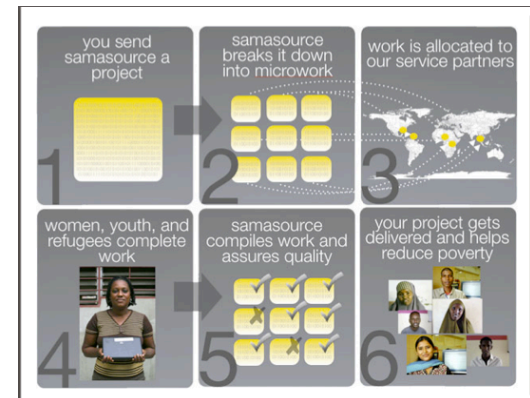 you send
samasource a
project
1
samasource
breaks it down
into microwork
2
work is allocated to
our service partners
3
women, youth, and
refugees complete
work
4
samasource
compiles work and
assures quality
5
your project gets
delivered and helps
reduce poverty
6